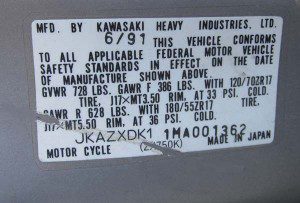 MFD. BY KAWASAKI HEAVY INDUSTRIES, LTD.
6/91 THIS VEHICLE CONFORMS
TO ALL APPLICABLE FEDERAL MOTOR VEHICLE
SAFETY STANDARDS IN EFFECT ON THE DATE
OF MANUFACTURE SHOWN ABOVE.
GVWR 728 LBS. GAWR F 386 LBS. WITH 120/70ZR17
TIRE, J17×MT3.50 RIM, AT 33 PSI. COLD.
GAWR R 628 LBS. WITH 180/55ZR17 TIRE,
J17×MT5.50 RIM, AT 36 PSI. COLD.
JKAZXDK1 1MA001362
MOTOR CYCLE (ZX750K) MADE IN JAPAN